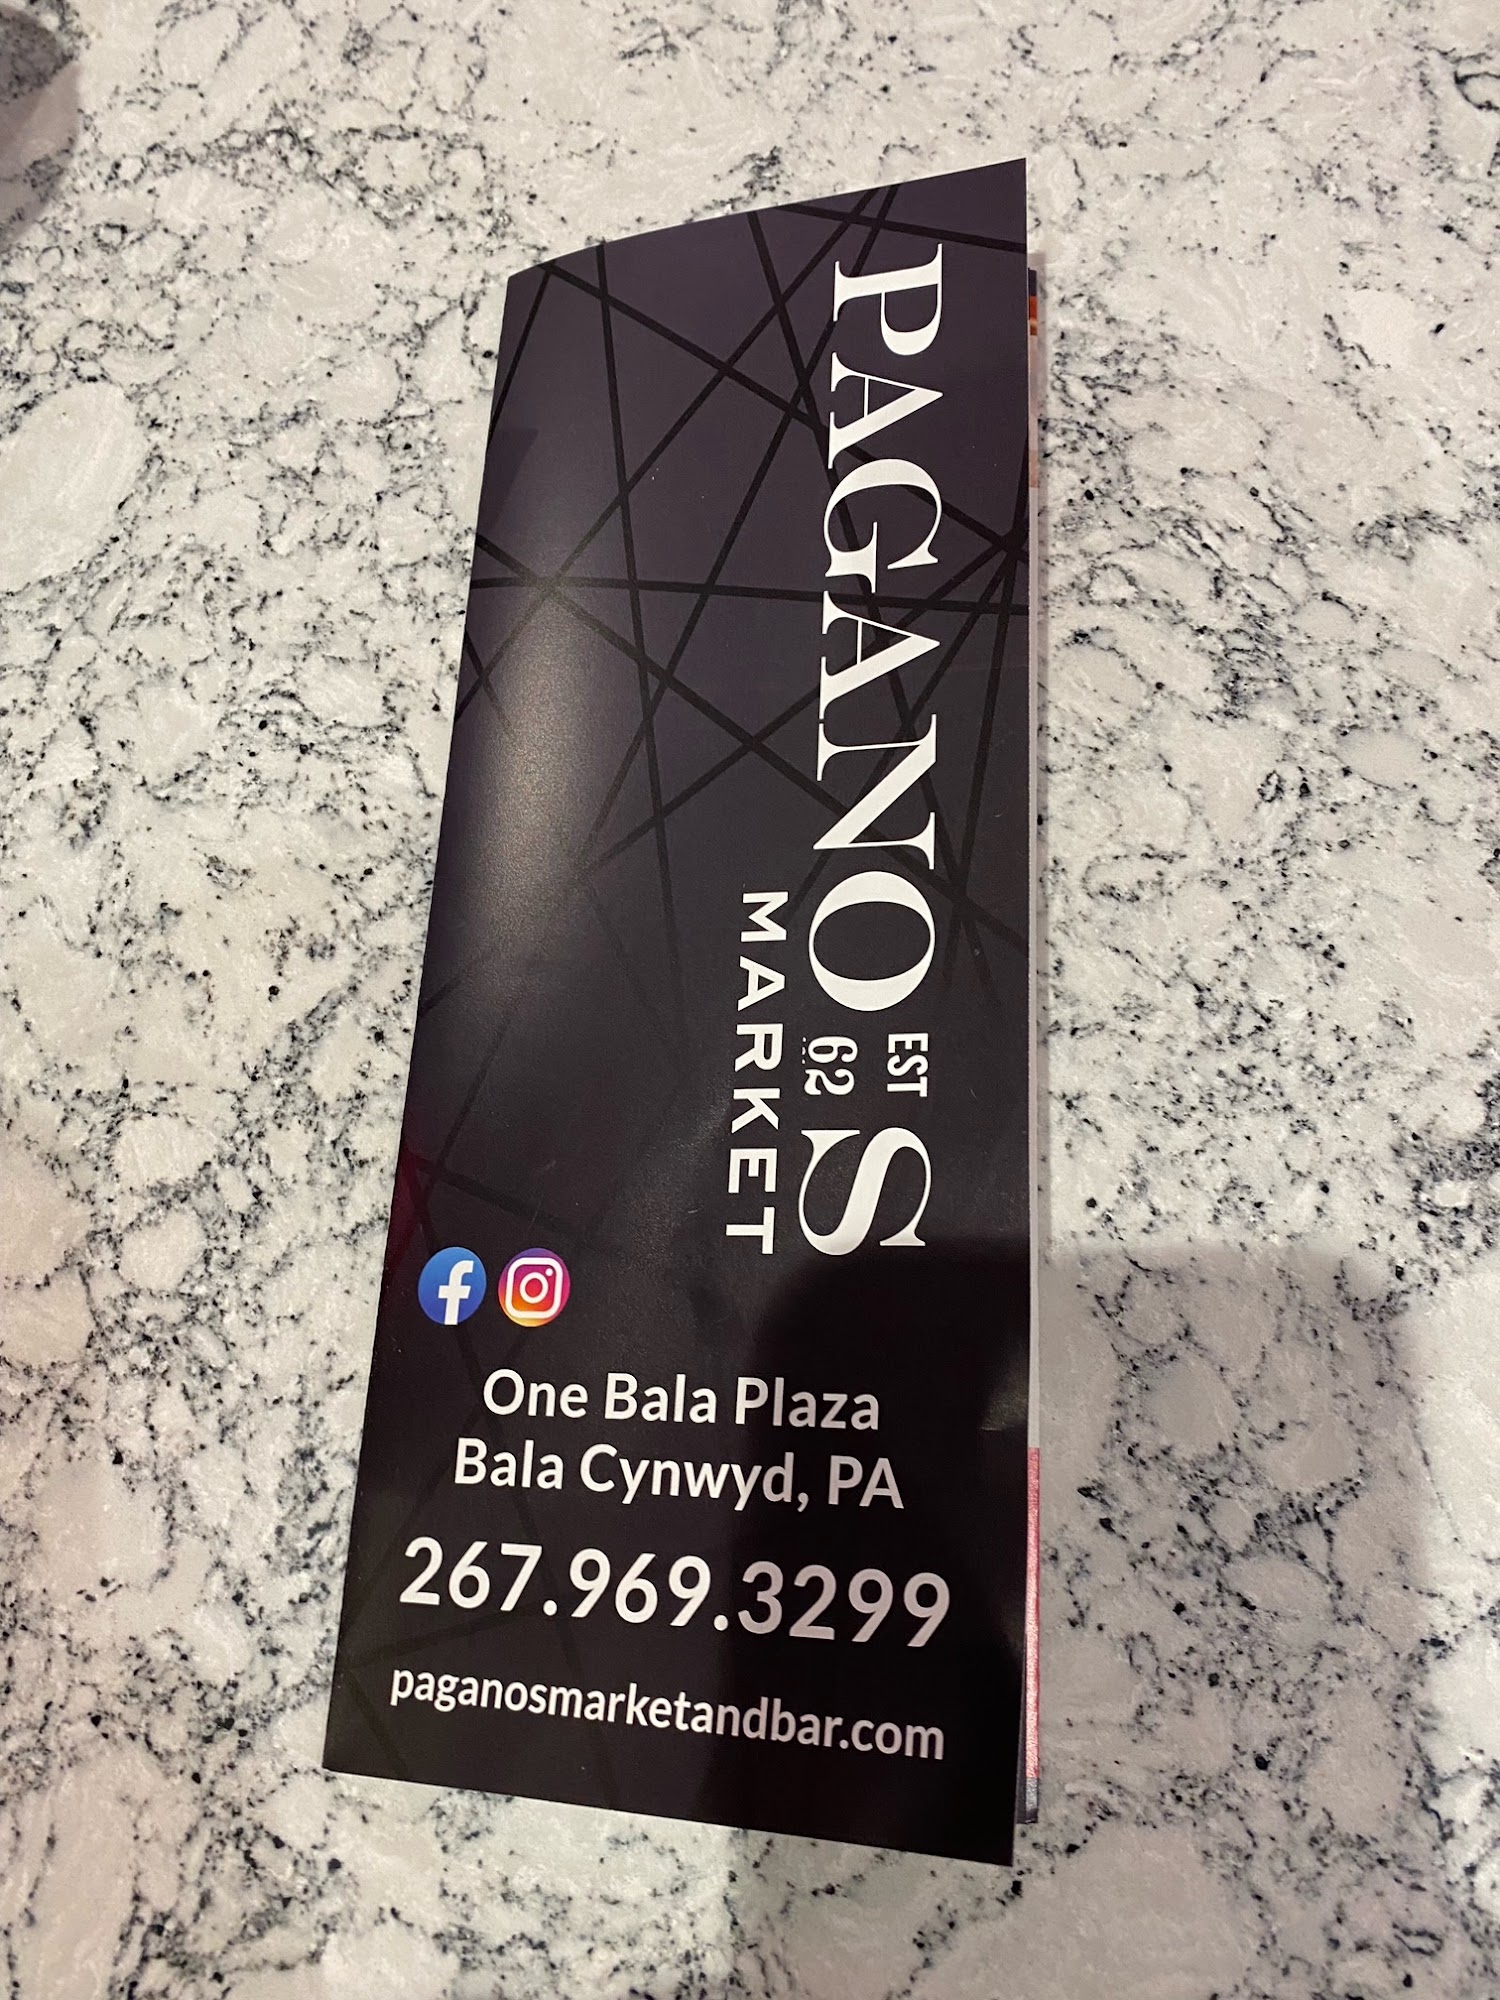 PAGANOS
EST
62
MARKET
One Bala Plaza
Bala Cynwyd, PA
267.969.3299
paganosmarketandbar.com